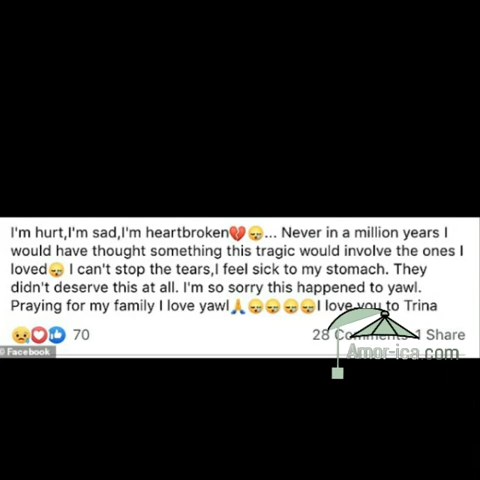 I'm hurt,I'm sad,I'm heartbroken💔😪... Never in a million years I
would have thought something this tragic would involve the ones I
loved😪 I can't stop the tears,I feel sick to my stomach. They
didn't deserve this at all. I'm so sorry this happened to yawl.
Praying for my family I love yawl🙏😪😪😪😪I love you to Trina
70
28 Comments 1 Share
© Facebook
Amor-ica.com